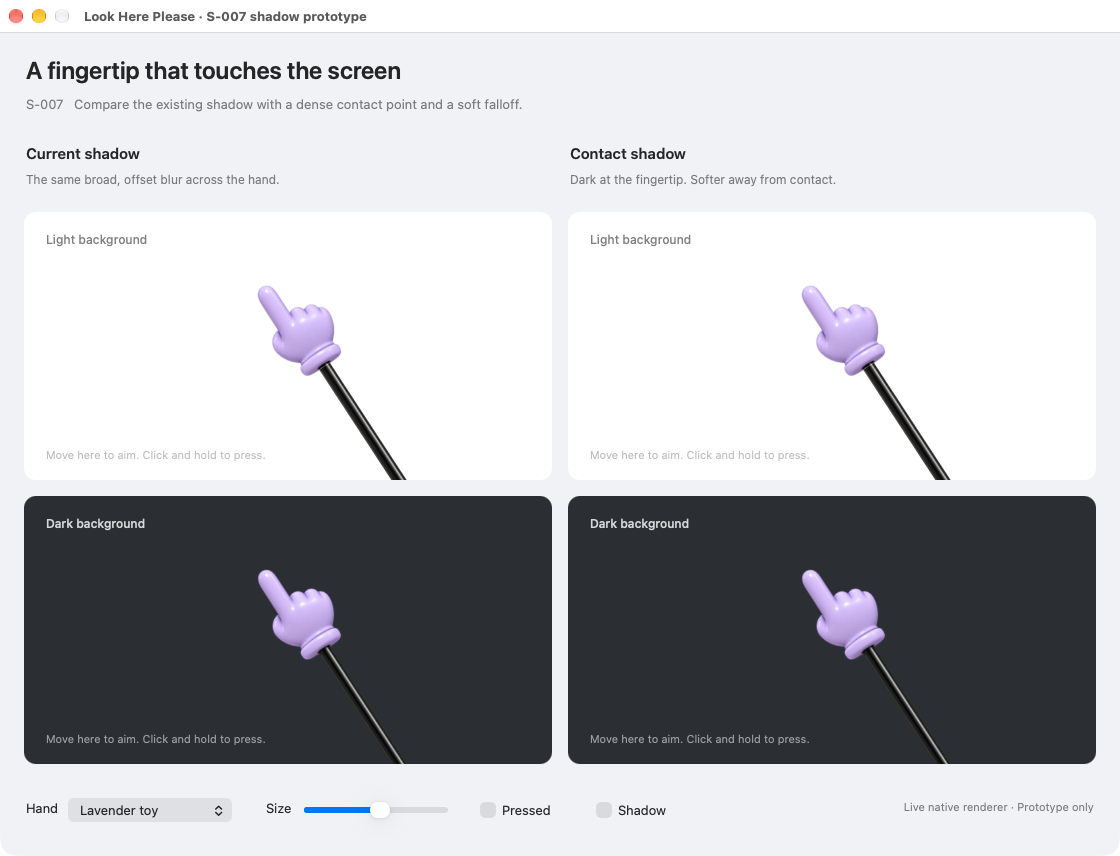 Look Here Please · S-007 shadow prototype
A fingertip that touches the screen
S-007 Compare the existing shadow with a dense contact point and a soft falloff.
Current shadow
The same broad, offset blur across the hand.
Contact shadow
Dark at the fingertip. Softer away from contact.
Light background
Move here to aim. Click and hold to press.
Light background
Move here to aim. Click and hold to press.
Dark background
Move here to aim. Click and hold to press.
Dark background
Move here to aim. Click and hold to press.
Hand Lavender toy Size Pressed Shadow Live native renderer · Prototype only